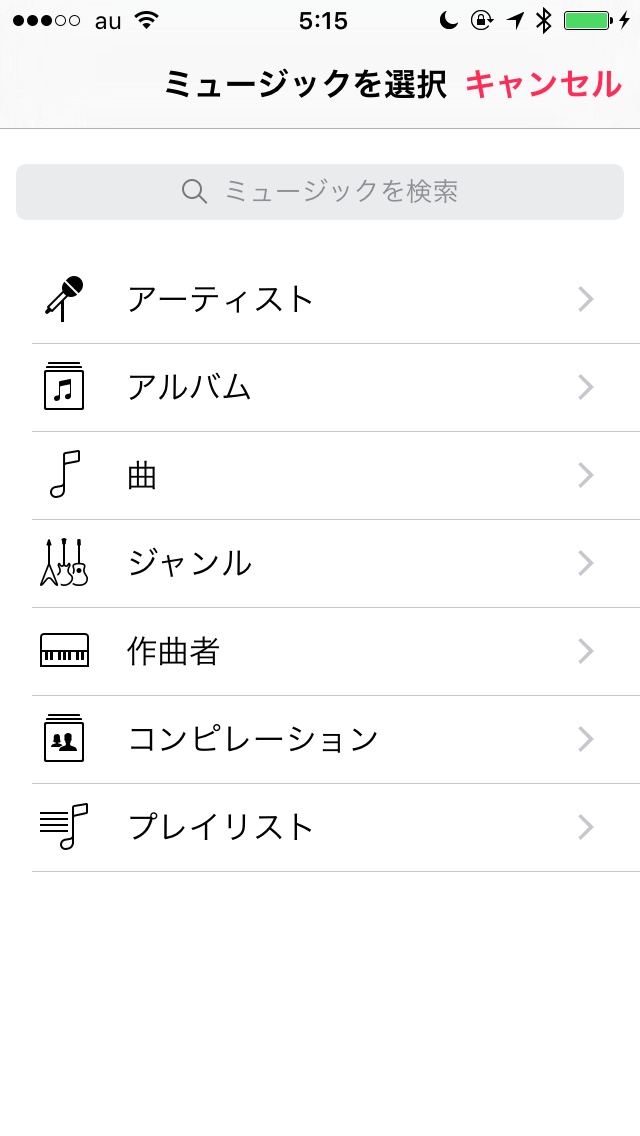 au 5:15
ミュージックを選択 キャンセル
ミュージックを検索
アーティスト
アルバム
曲
ジャンル
作曲者
コンピレーション
プレイリスト